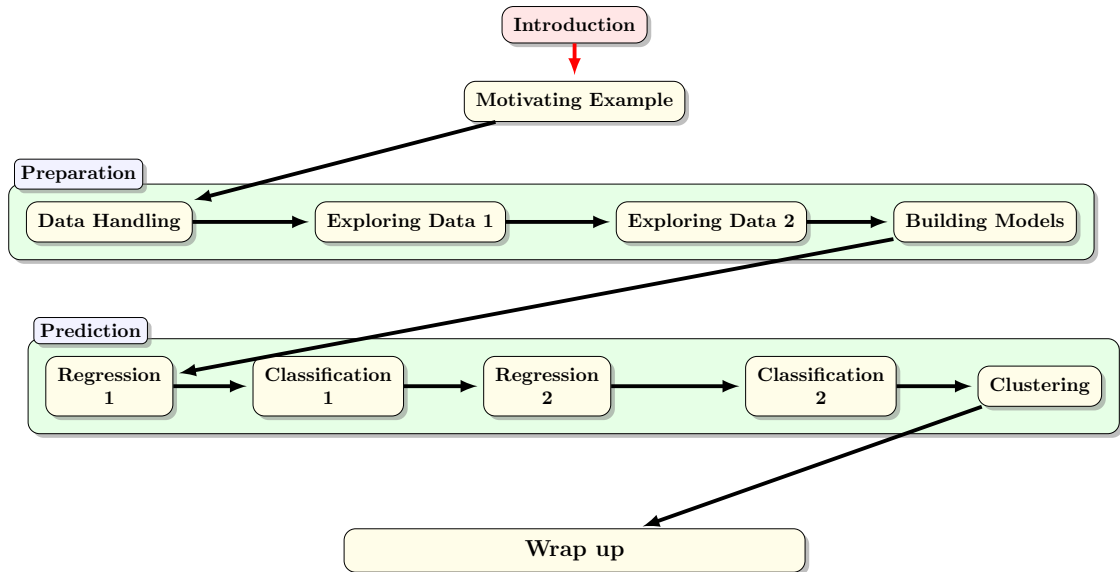 Introduction
Motivating Example
Preparation
Data Handling
Exploring Data 1
Exploring Data 2
Building Models
Prediction
Regression
1
Classification
1
Regression
2
Classification
2
Clustering
Wrap up